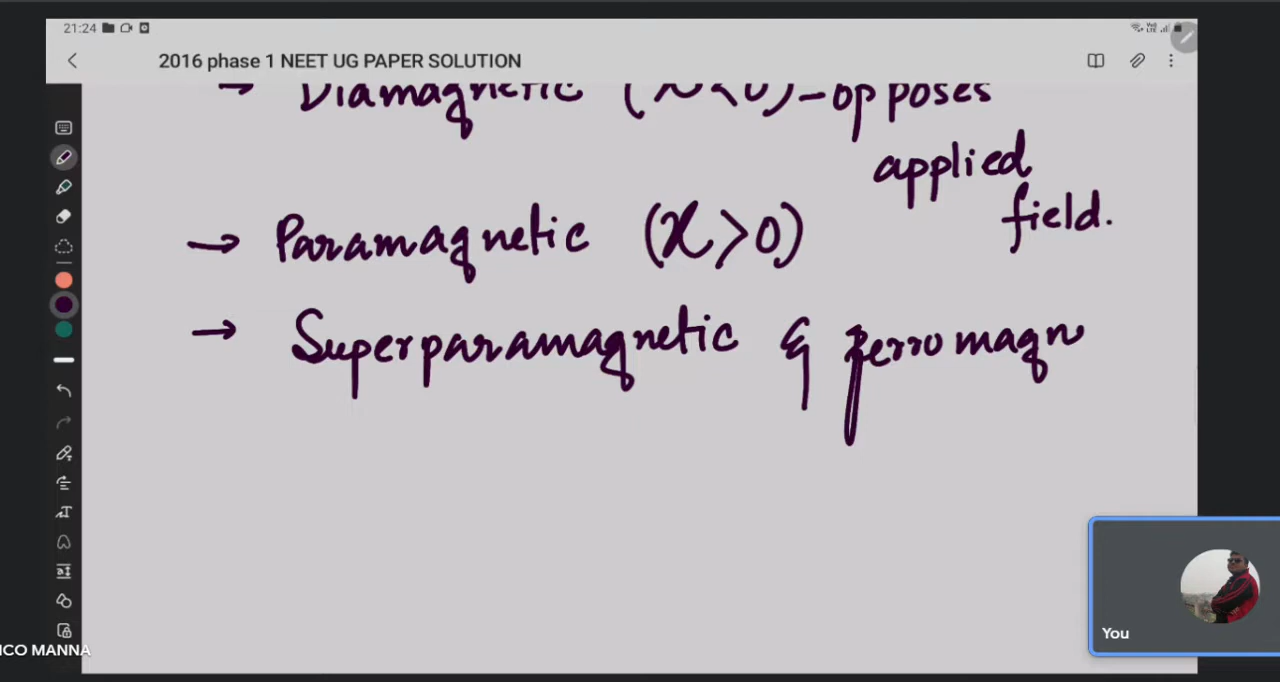 21:24
2016 phase 1 NEET UG PAPER SOLUTION
→ Diamagnetic (χ<0)-opposes
applied
field.
→ Paramagnetic (χ>0)
→ Superparamagnetic & ferromagn
You
ICO MANNA